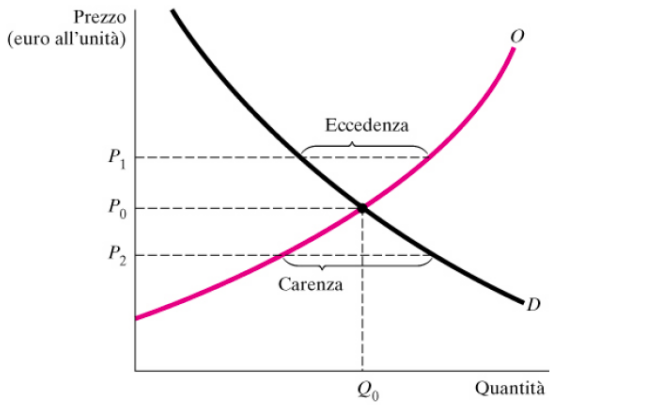 Prezzo
(euro all'unità)
O
Eccedenza
P1
P0
P2
Carenza
D
Q0
Quantità